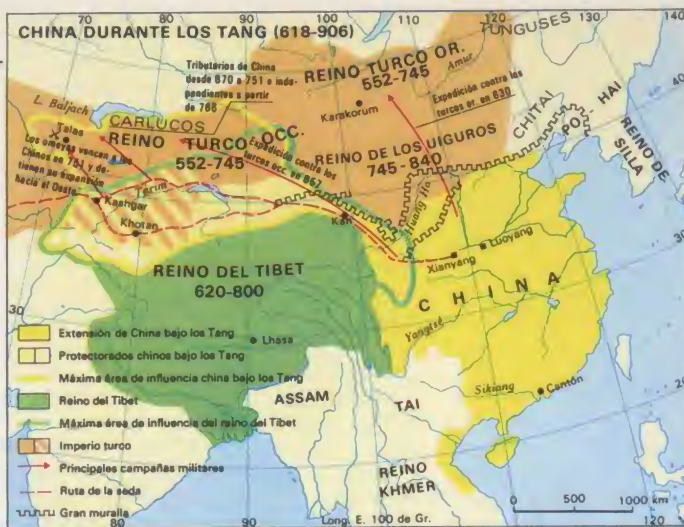 CHINA DURANTE LOS TANG (618-906)
60
70
80
90
100
110
120
130
140
TUNGUSES
Tributarios de China
desde 670 a 751 e inde-
pendientes a partir
de 766
REINO TURCO OR.
552-745
Amur
Karakorum
Expedición contra los
turcos or. en 630
L. Baljach
CARLUCOS
Talas
REINO TURCO OCC.
552-745
Los omeyas vencen a los
Chinos en 751 y de-
tienen su expansión
hacia el Oeste
Expedición contra los
turcos occ. en 657
REINO DE LOS UIGUROS
745-840
CHITAI
PO-HAI
REINO DE
SILLA
40
Tarim
Kashgar
Khotan
Kan
Huang Ho
Xianyang
Luoyang
REINO DEL TIBET
620-800
Lhasa
CHINA
Yangtsé
30
30
Sikiang
Cantón
20
ASSAM
TAI
REINO
KHMER
Extensión de China bajo los Tang
Protectorados chinos bajo los Tang
Máxima área de influencia china bajo los Tang
Reino del Tibet
Máxima área de influencia del reino del Tibet
Imperio turco
Principales campañas militares
Ruta de la seda
Gran muralla
70
80
90
Long. E. 100 de Gr.
0 500 1000 km
110
120